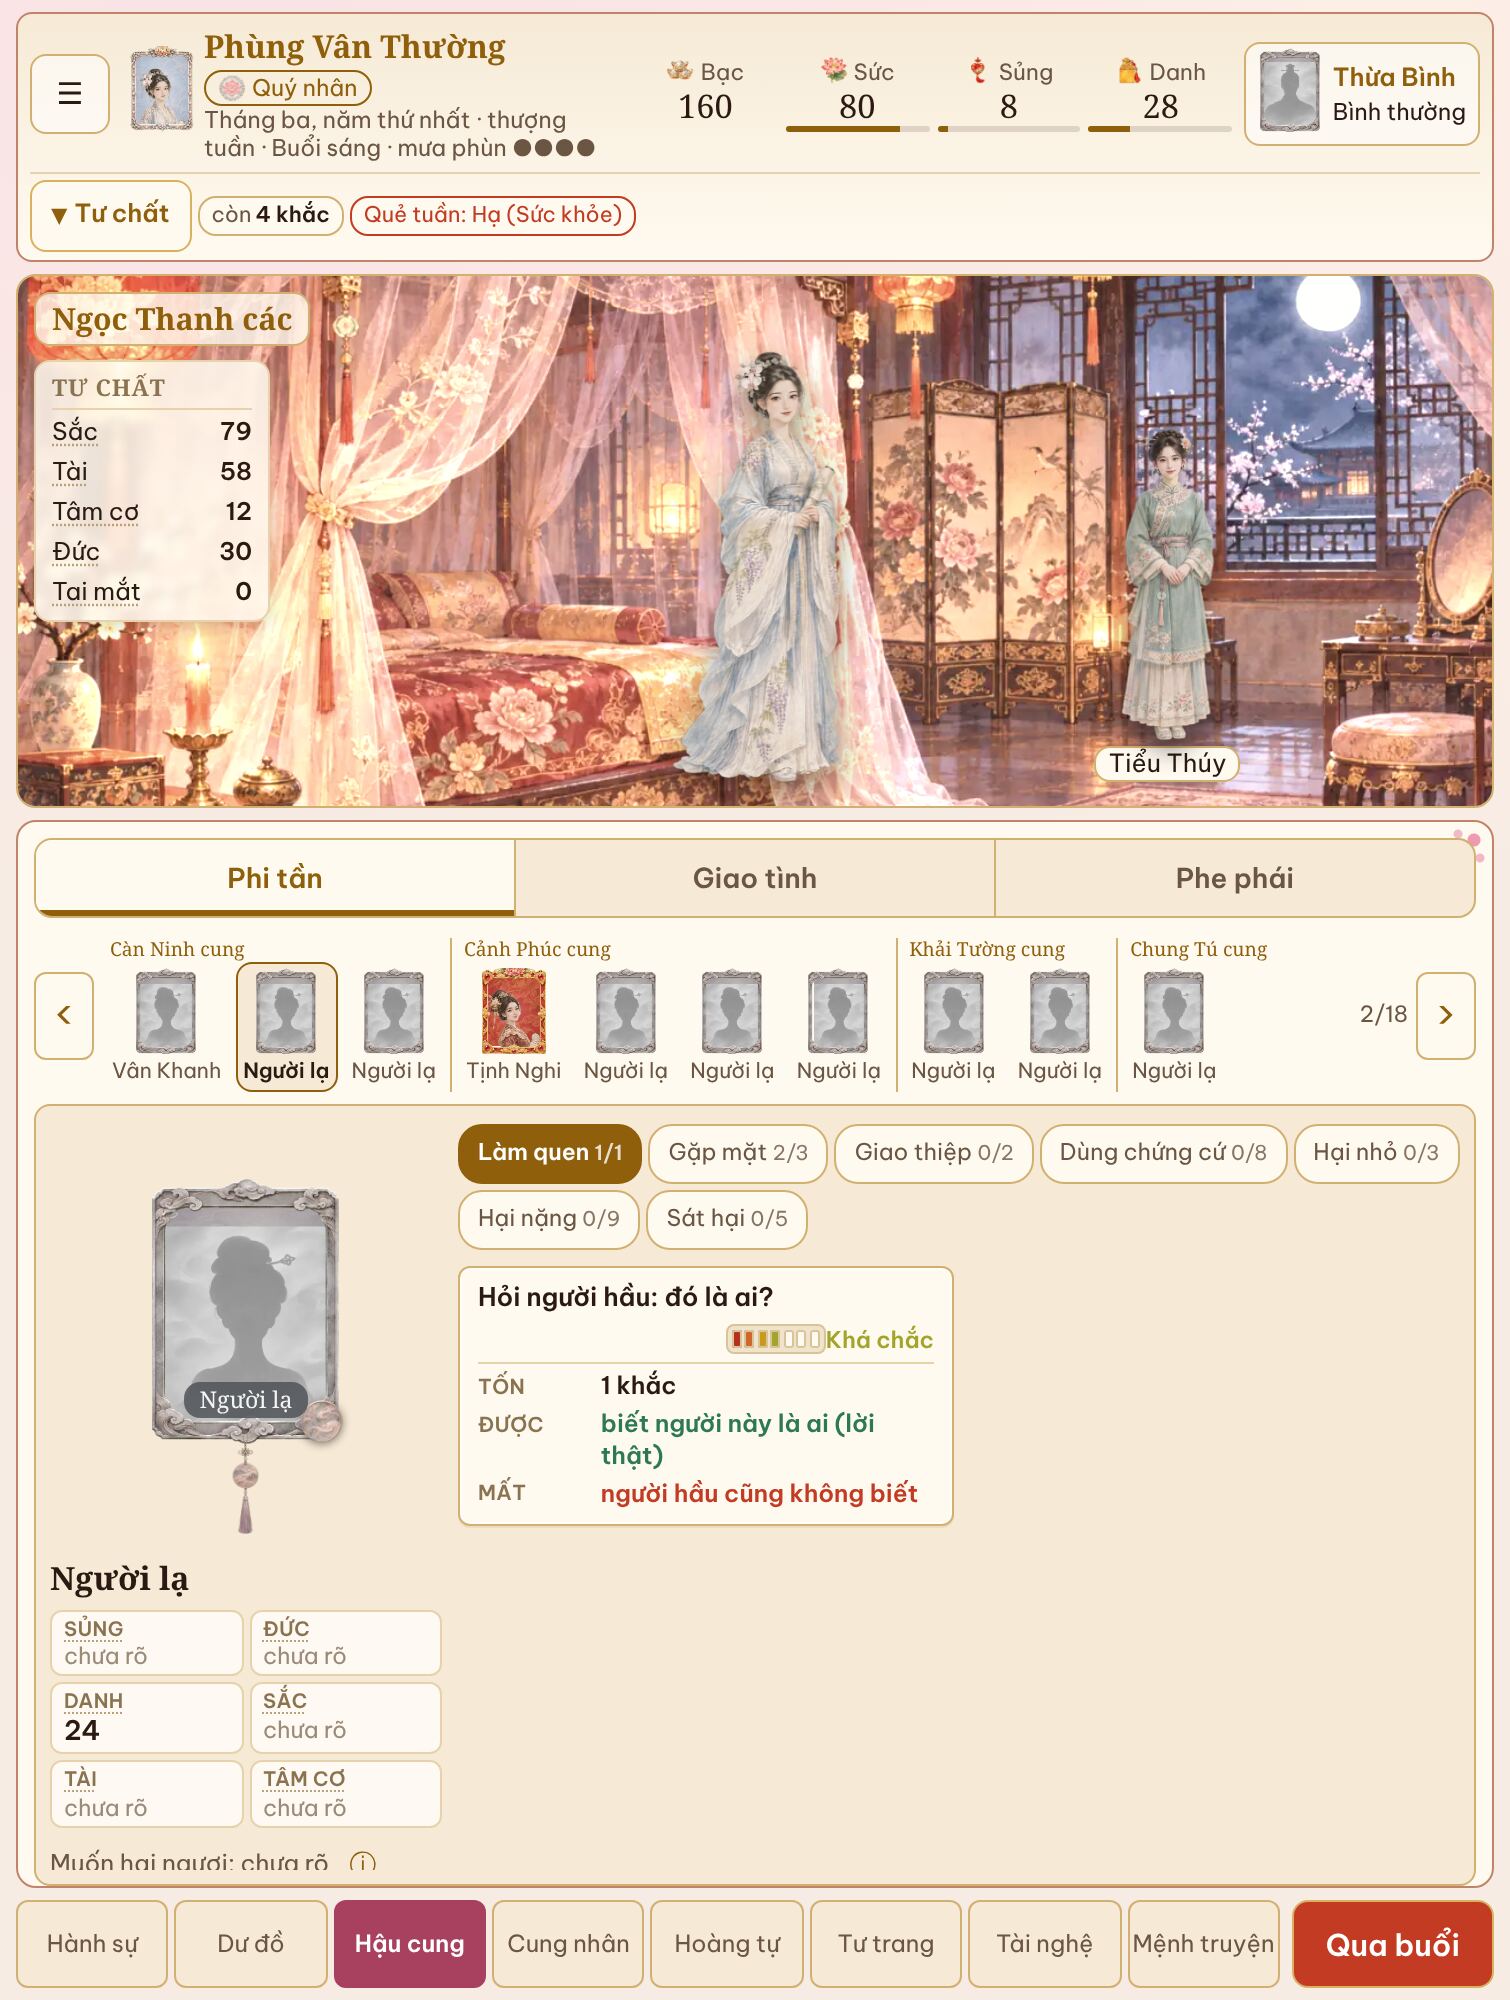 ☰
Phùng Vân Thường
Quý nhân
Tháng ba, năm thứ nhất · thượng
tuần · Buổi sáng · mưa phùn ●●●●
Bạc
160
Sức
80
Sủng
8
Danh
28
Thừa Bình
Bình thường
▼ Tư chất
còn 4 khắc
Quẻ tuần: Hạ (Sức khỏe)
Ngọc Thanh các
TƯ CHẤT
Sắc 79
Tài 58
Tâm cơ 12
Đức 30
Tai mắt 0
Tiểu Thúy
Phi tần
Giao tình
Phe phái
Càn Ninh cung
Cảnh Phúc cung
Khải Tường cung
Chung Tú cung
Vân Khanh
Người lạ
Người lạ
Tịnh Nghi
Người lạ
Người lạ
Người lạ
Người lạ
Người lạ
Người lạ
2/18
Làm quen 1/1
Gặp mặt 2/3
Giao thiệp 0/2
Dùng chứng cứ 0/8
Hại nhỏ 0/3
Hại nặng 0/9
Sát hại 0/5
Hỏi người hầu: đó là ai?
Khá chắc
TỐN 1 khắc
ĐƯỢC biết người này là ai (lời
thật)
MẤT người hầu cũng không biết
Người lạ
Người lạ
SỦNG
chưa rõ
ĐỨC
chưa rõ
DANH
24
SẮC
chưa rõ
TÀI
chưa rõ
TÂM CƠ
chưa rõ
Muốn hại ngươi: chưa rõ ⓘ
Hành sự
Dư đồ
Hậu cung
Cung nhân
Hoàng tự
Tư trang
Tài nghệ
Mệnh truyện
Qua buổi